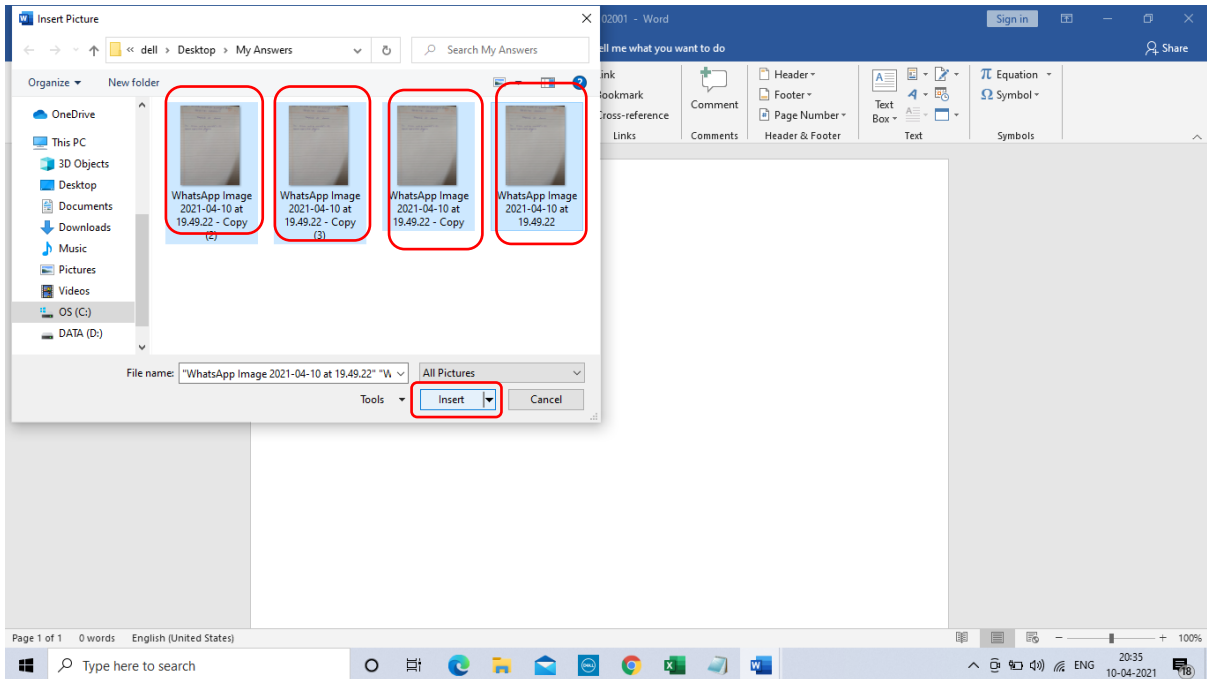 Insert Picture
02001 - Word
Sign in
« dell › Desktop › My Answers
Search My Answers
ell me what you want to do
Share
Organize
New folder
ink
Bookmark
Cross-reference
Links
Comment
Comments
Header
Footer
Page Number
Header & Footer
Text
Box
Text
Equation
Symbol
Symbols
OneDrive
This PC
3D Objects
Desktop
Documents
Downloads
Music
Pictures
Videos
OS (C:)
DATA (D:)
WhatsApp Image
2021-04-10 at
19.49.22 - Copy
(2)
WhatsApp Image
2021-04-10 at
19.49.22 - Copy
(3)
WhatsApp Image
2021-04-10 at
19.49.22 - Copy
WhatsApp Image
2021-04-10 at
19.49.22
File name:
"WhatsApp Image 2021-04-10 at 19.49.22" "W
All Pictures
Tools
Insert
Cancel
Page 1 of 1
0 words
English (United States)
100%
Type here to search
ENG
20:35
10-04-2021
18